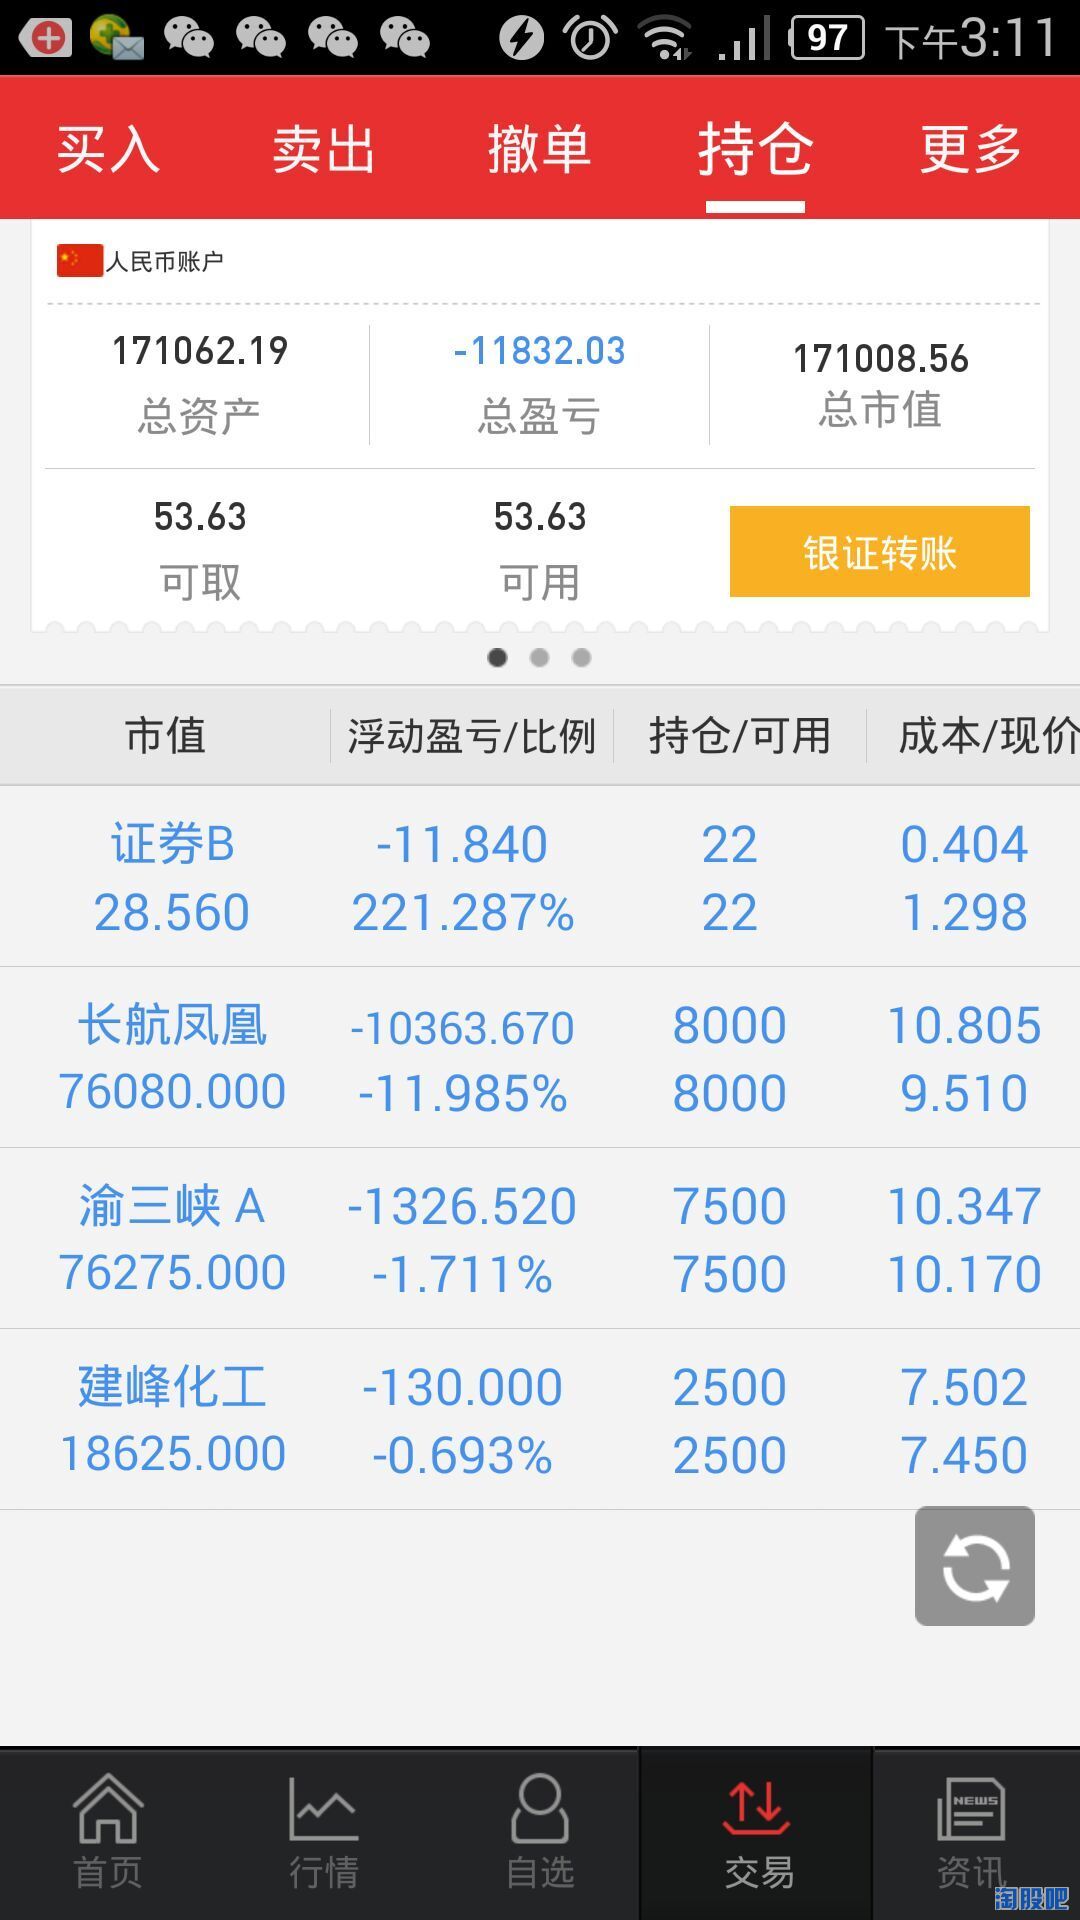 97 下午3:11
买入 卖出 撤单 持仓 更多
人民币账户
171062.19 -11832.03 171008.56
总资产 总盈亏 总市值
53.63 53.63
可取 可用 银证转账
市值 浮动盈亏/比例 持仓/可用 成本/现价
证券B -11.840 22 0.404
28.560 221.287% 22 1.298
长航凤凰 -10363.670 8000 10.805
76080.000 -11.985% 8000 9.510
渝三峡 A -1326.520 7500 10.347
76275.000 -1.711% 7500 10.170
建峰化工 -130.000 2500 7.502
18625.000 -0.693% 2500 7.450
NEWS
首页 行情 自选 交易 资讯
淘股吧